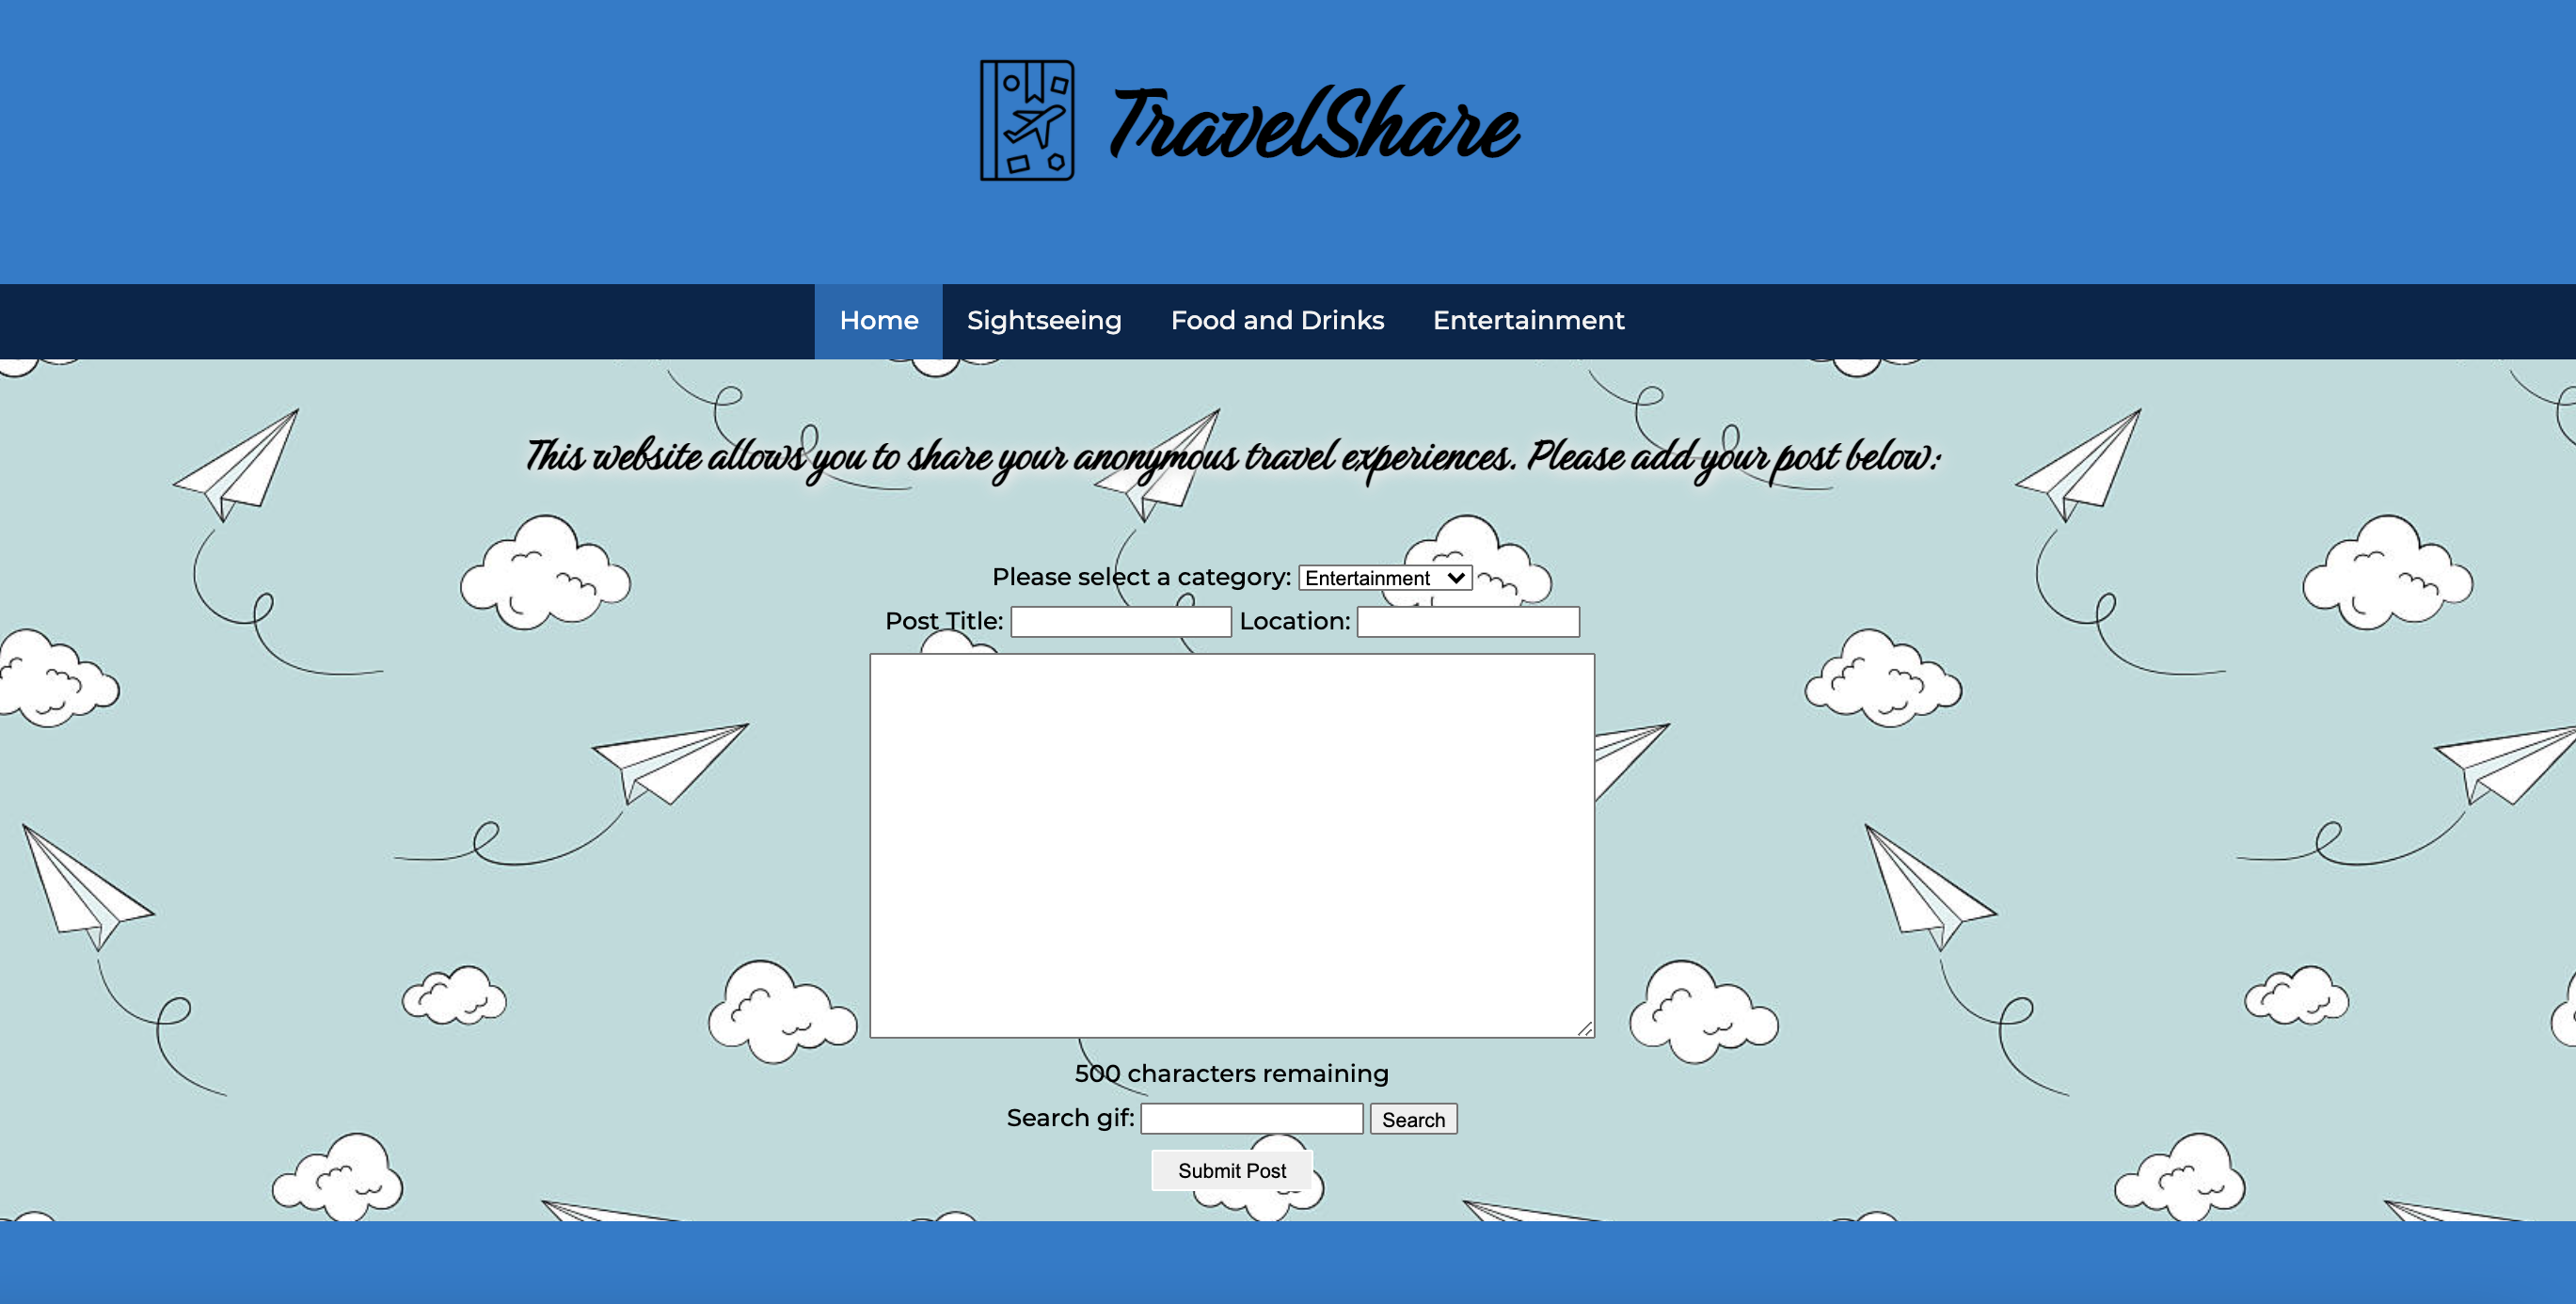 TravelShare
Home Sightseeing Food and Drinks Entertainment
This website allows you to share your anonymous travel experiences. Please add your post below:
Please select a category: Entertainment
Post Title: Location:
500 characters remaining
Search gif: Search
Submit Post